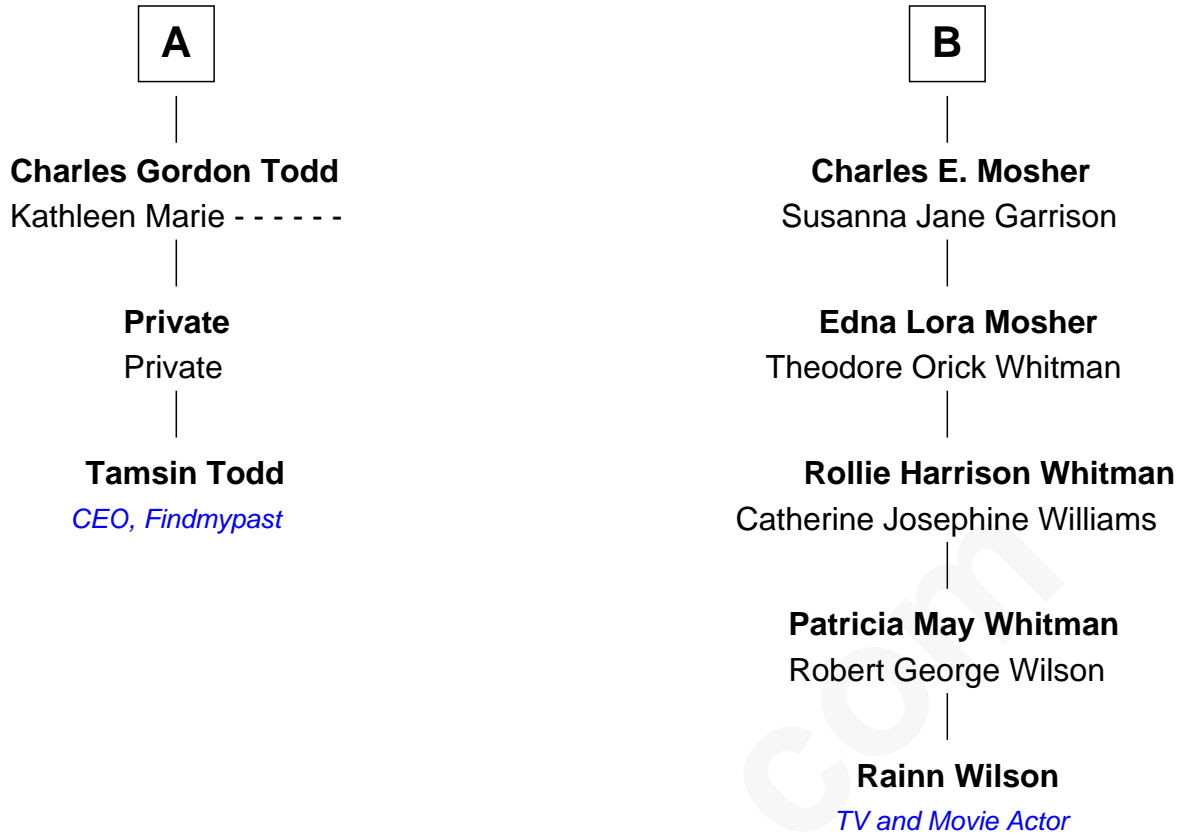 A
Charles Gordon Todd
Kathleen Marie - - - - - -
Private
Private
Tamsin Todd
CEO, Findmypast
B
Charles E. Mosher
Susanna Jane Garrison
Edna Lora Mosher
Theodore Orick Whitman
Rollie Harrison Whitman
Catherine Josephine Williams
Patricia May Whitman
Robert George Wilson
Rainn Wilson
TV and Movie Actor
com